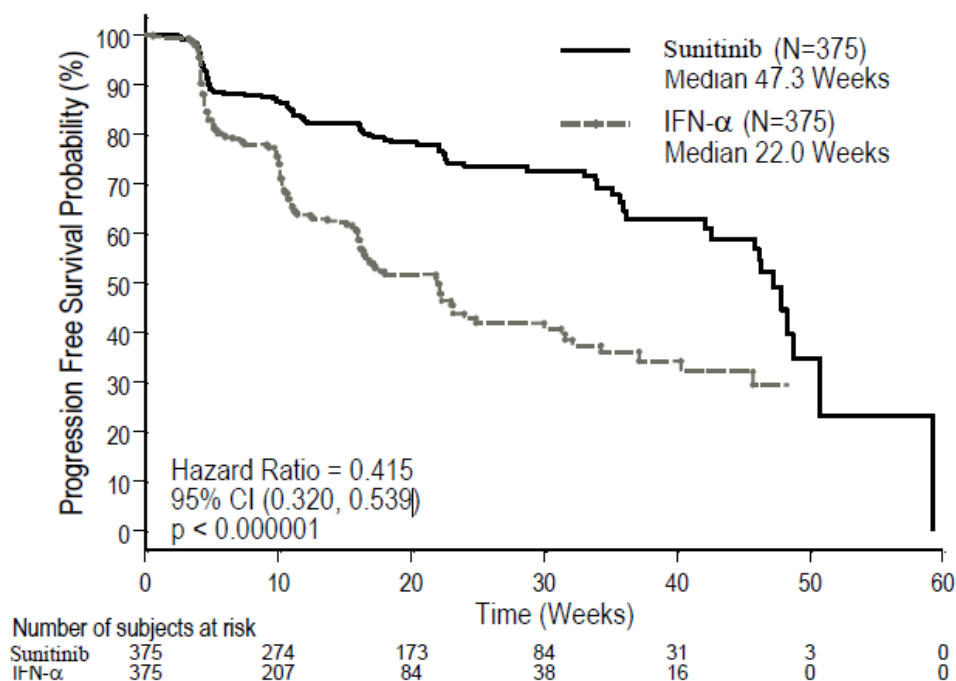 Sunitinib (N=375)
Median 47.3 Weeks
IFN-α (N=375)
Median 22.0 Weeks
Progression Free Survival Probability (%)
100
90
80
70
60
50
40
30
20
10
0
Hazard Ratio = 0.415
95% CI (0.320, 0.539)
p < 0.000001
0 10 20 30 40 50 60
Time (Weeks)
Number of subjects at risk
Sunitinib 375 274 173 84 31 3 0
IFN-α 375 207 84 38 16 0 0